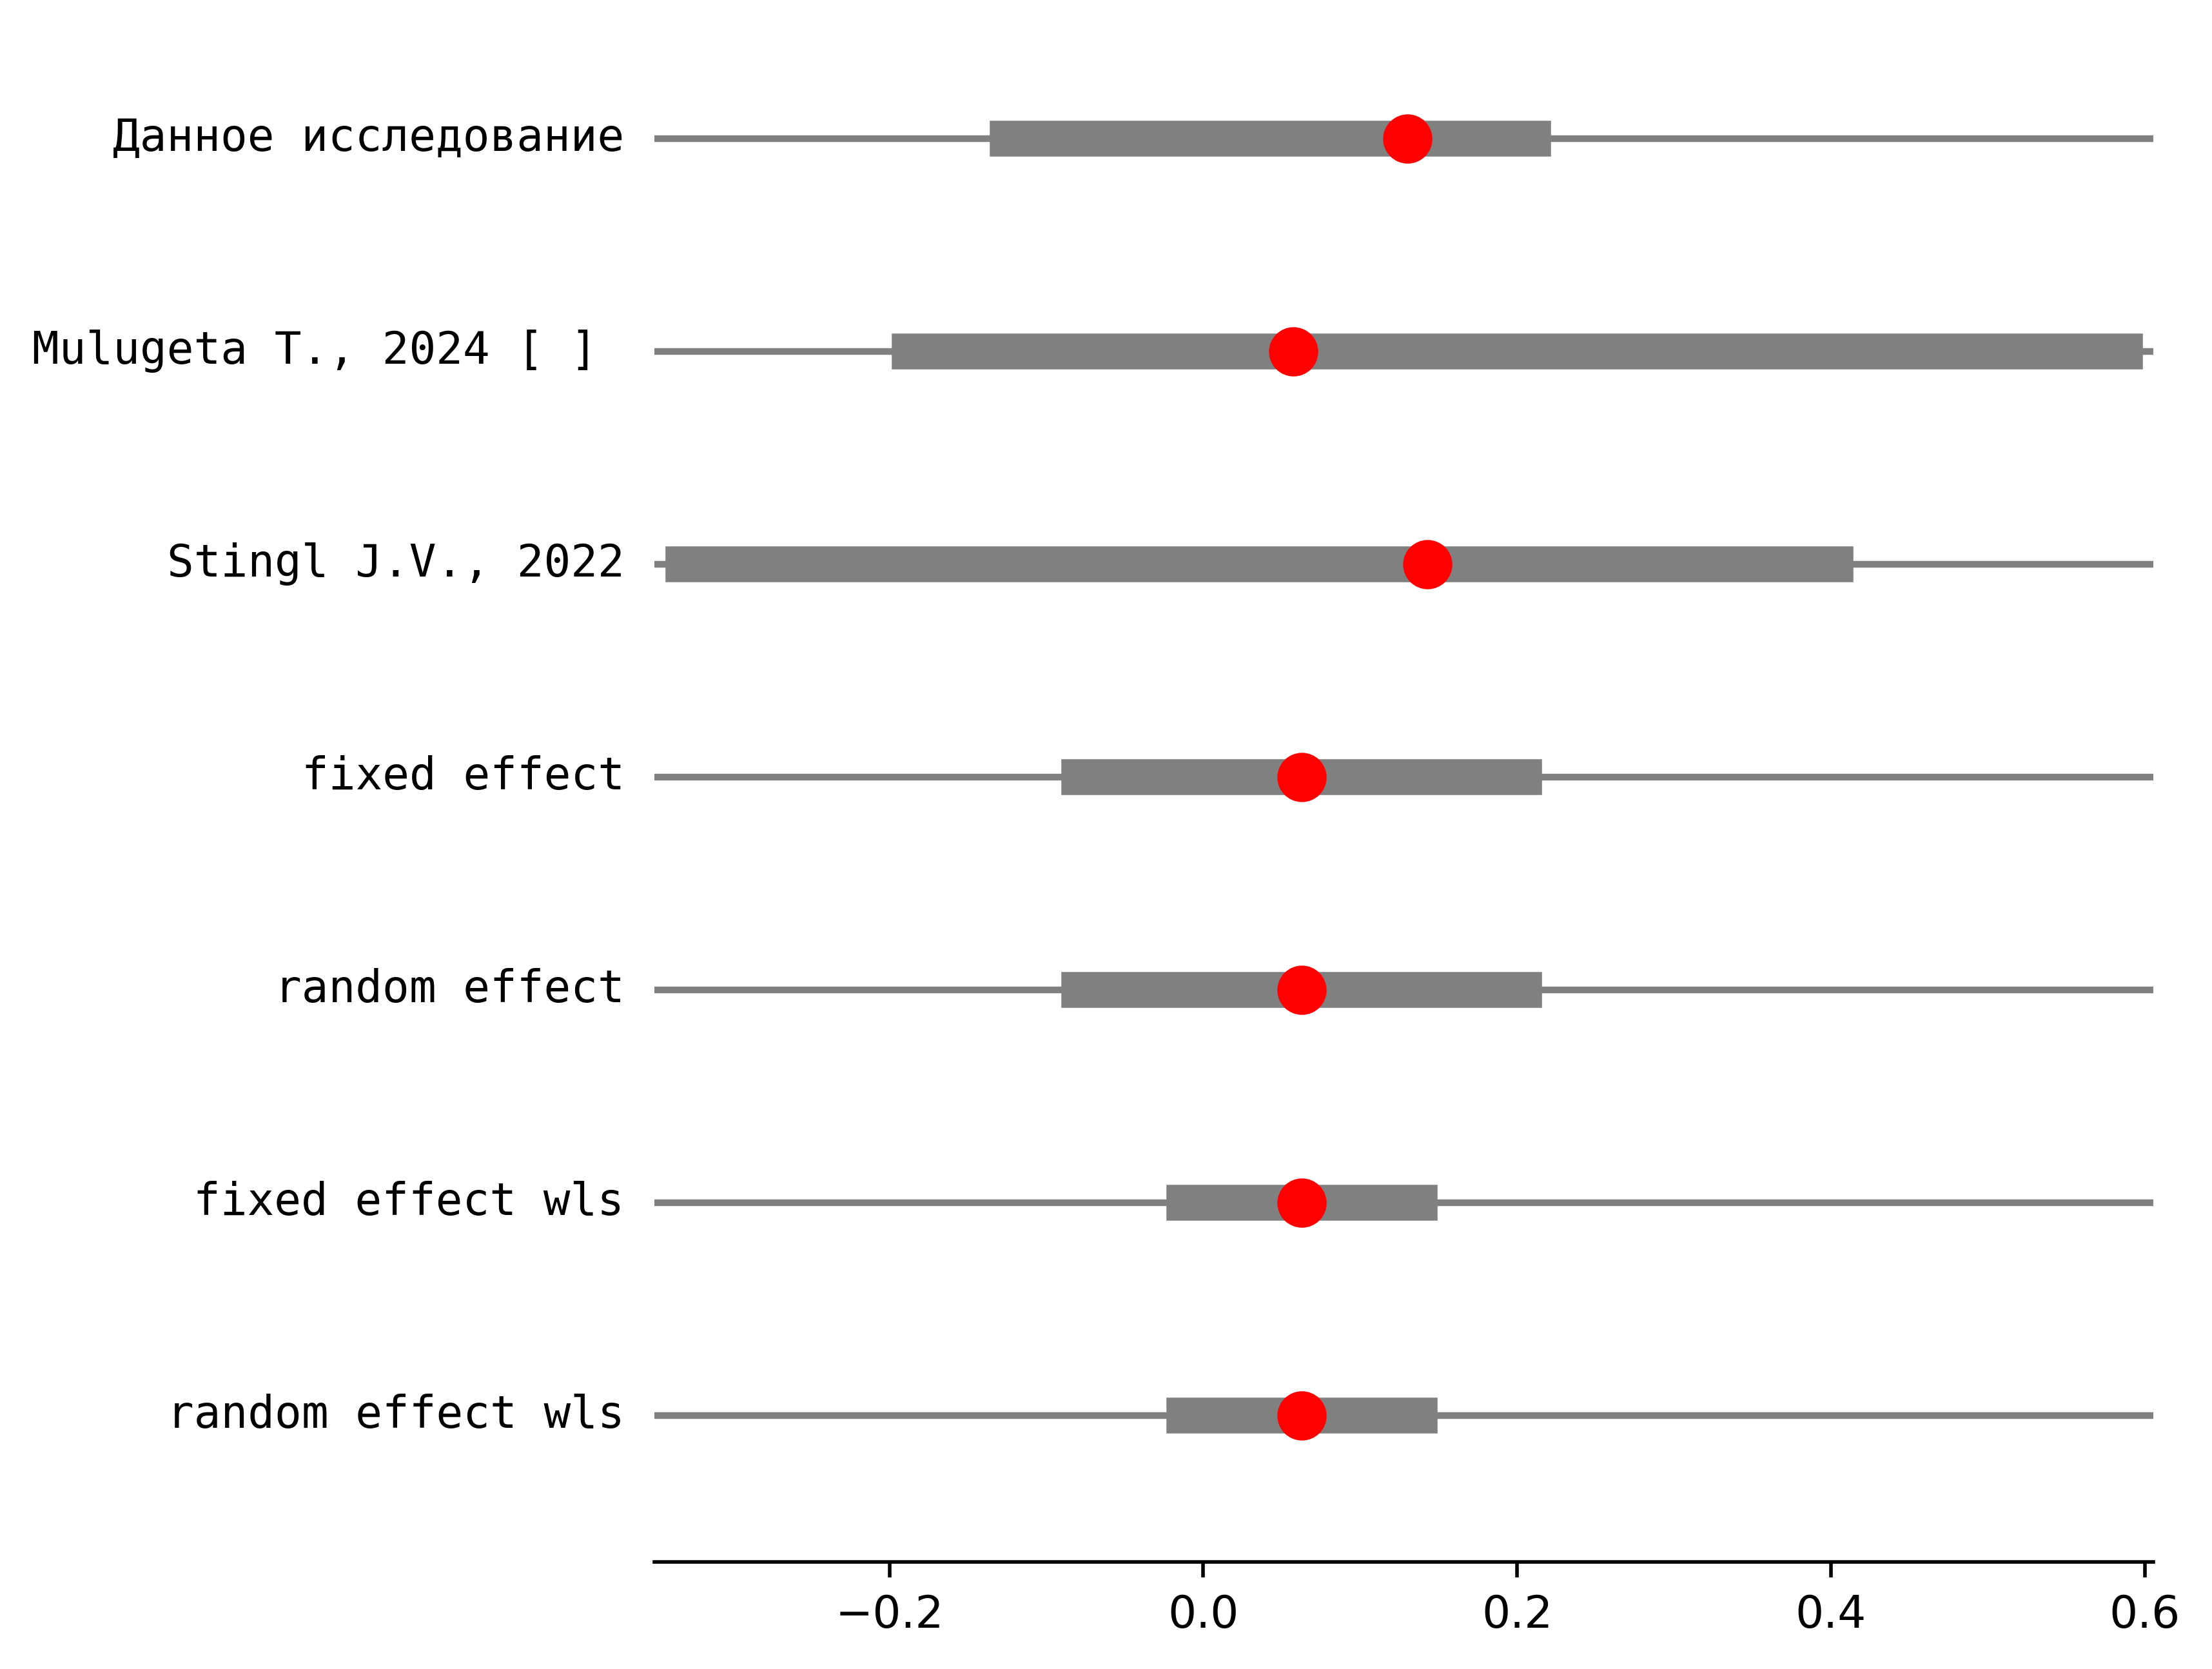 Данное исследование
Mulugeta T., 2024 [ ]
Stingl J.V., 2022
fixed effect
random effect
fixed effect wls
random effect wls
−0.2 0.0 0.2 0.4 0.6